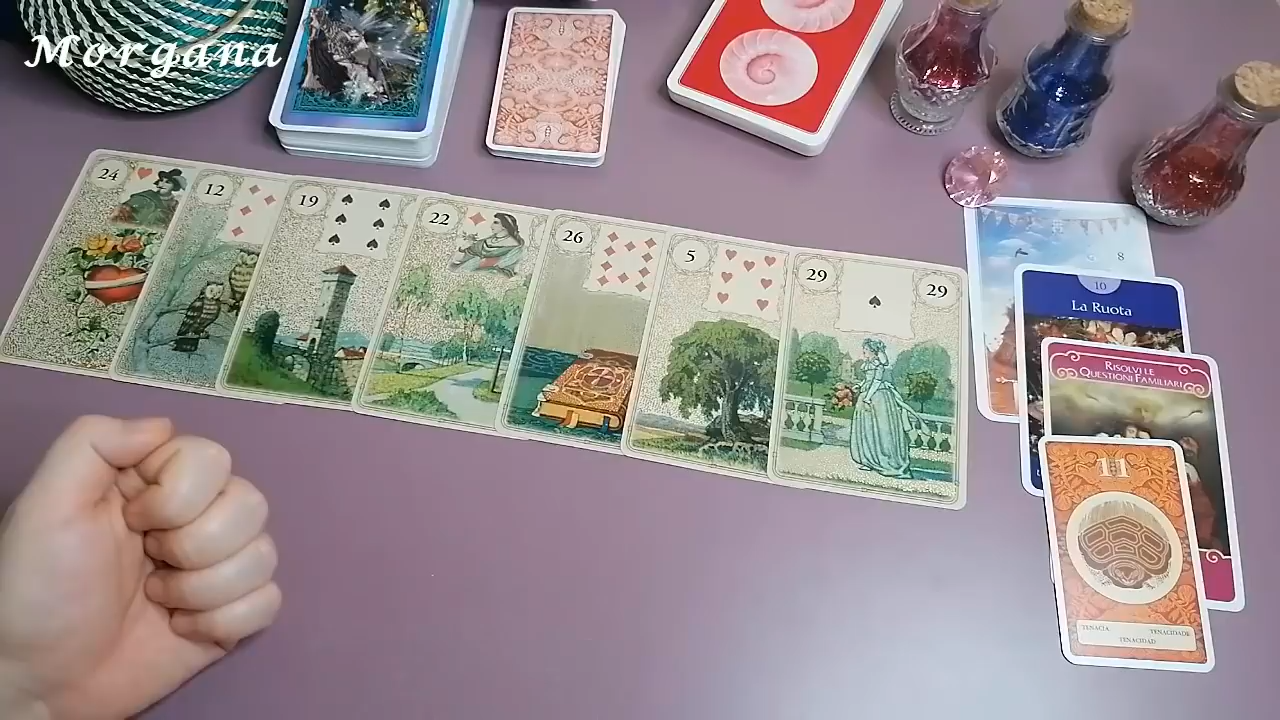 Morgana
24
12
19
22
26
5
29
29
8
10
La Ruota
RISOLVI LE
QUESTIONI FAMILIARI
11
TENACIA TENACIDADE
TENACIDAD